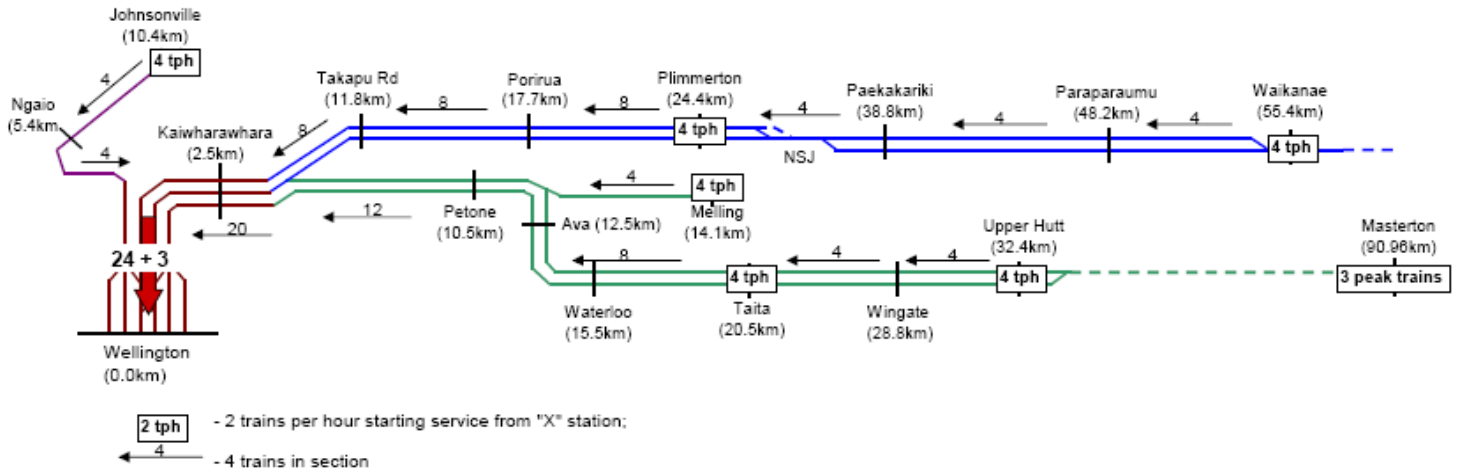 Johnsonville
(10.4km)
4 tph
4
Ngaio
(5.4km
4
Kaiwharawhara
(2.5km)
8
Takapu Rd
(11.8km)
8
Porirua
(17.7km)
8
Plimmerton
(24.4km)
4 tph
4
NSJ
Paekakariki
(38.8km)
4
Paraparaumu
(48.2km)
4
Waikanae
(55.4km)
4 tph
20
12
Petone
(10.5km)
4
4 tph
Melling
(14.1km)
Ava (12.5km)
8
Waterloo
(15.5km)
4 tph
Taita
(20.5km)
4
Wingate
(28.8km)
4
Upper Hutt
(32.4km)
4 tph
Masterton
(90.96km)
3 peak trains
24 + 3
Wellington
(0.0km)
2 tph - 2 trains per hour starting service from "X" station;
4 - 4 trains in section